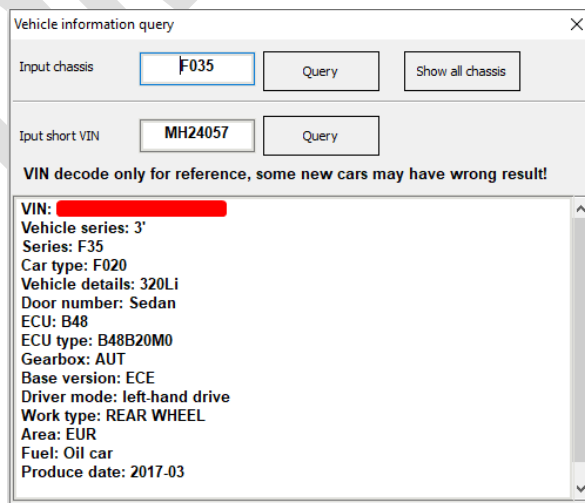 Vehicle information query
Input chassis F035 Query Show all chassis
Iput short VIN MH24057 Query
VIN decode only for reference, some new cars may have wrong result!
VIN:
Vehicle series: 3'
Series: F35
Car type: F020
Vehicle details: 320Li
Door number: Sedan
ECU: B48
ECU type: B48B20M0
Gearbox: AUT
Base version: ECE
Driver mode: left-hand drive
Work type: REAR WHEEL
Area: EUR
Fuel: Oil car
Produce date: 2017-03